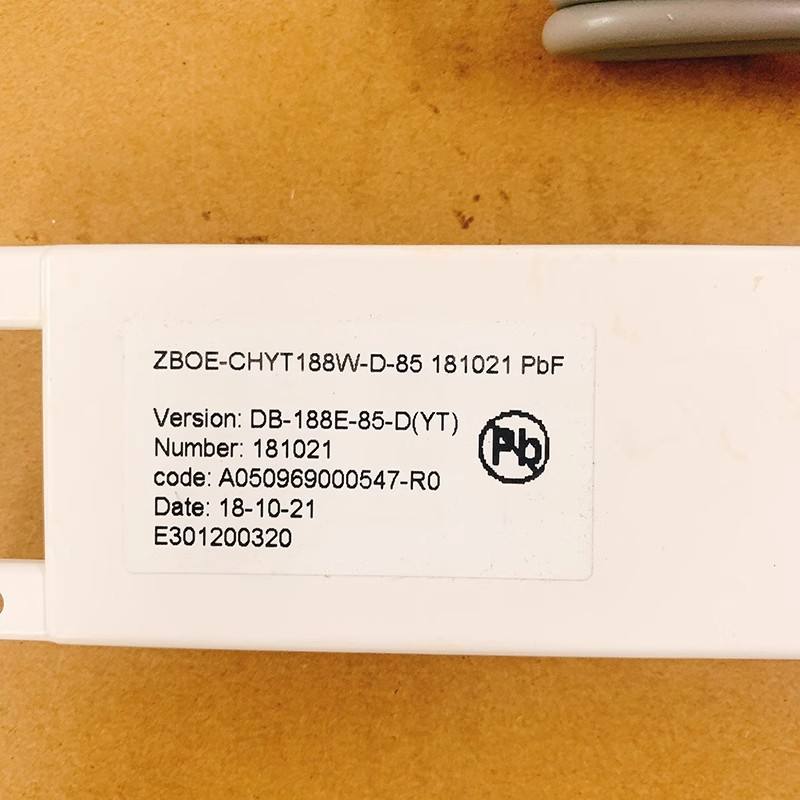 ZBOE-CHYT188W-D-85 181021 PbF
Version: DB-188E-85-D(YT)
Number: 181021
Pb
code: A050969000547-R0
Date: 18-10-21
E301200320